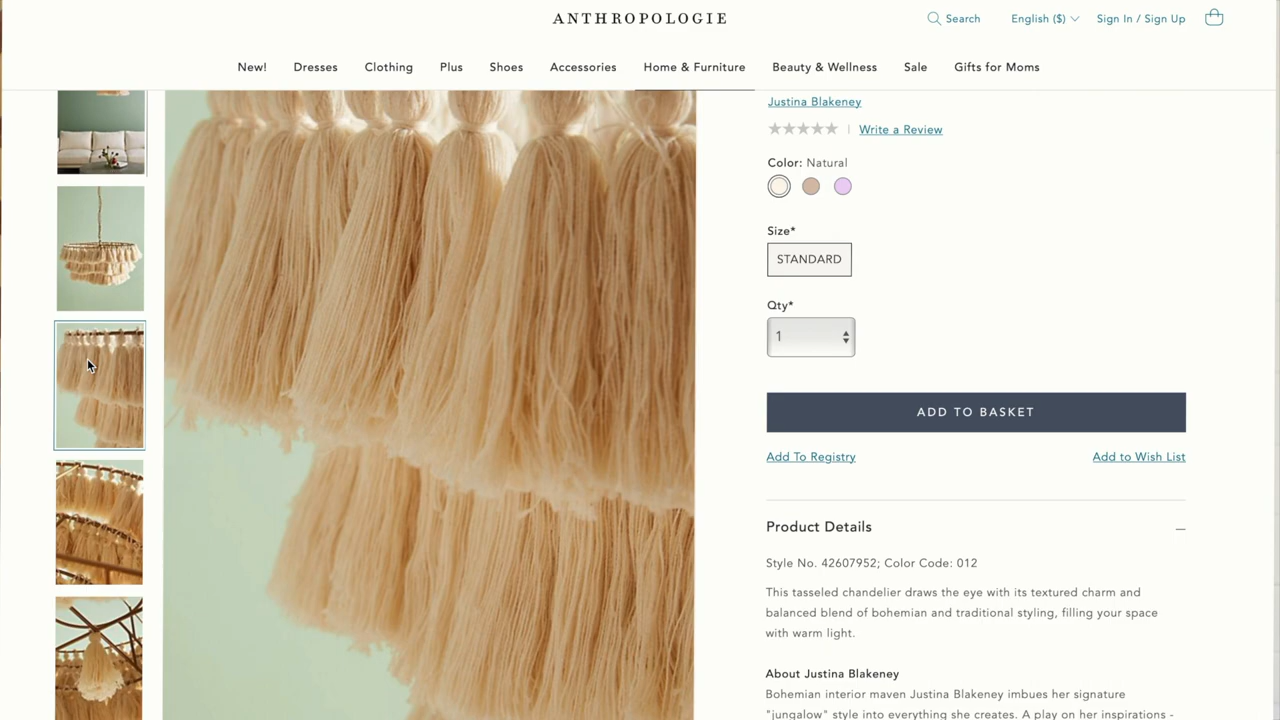 ANTHROPOLOGIE
Search
English ($)
Sign In / Sign Up
New!
Dresses
Clothing
Plus
Shoes
Accessories
Home & Furniture
Beauty & Wellness
Sale
Gifts for Moms
Justina Blakeney
Write a Review
Color: Natural
Size*
STANDARD
Qty*
1
ADD TO BASKET
Add To Registry
Add to Wish List
Product Details
Style No. 42607952; Color Code: 012
This tasseled chandelier draws the eye with its textured charm and
balanced blend of bohemian and traditional styling, filling your space
with warm light.
About Justina Blakeney
Bohemian interior maven Justina Blakeney imbues her signature
"jungalow" style into everything she creates. A play on her inspirations -